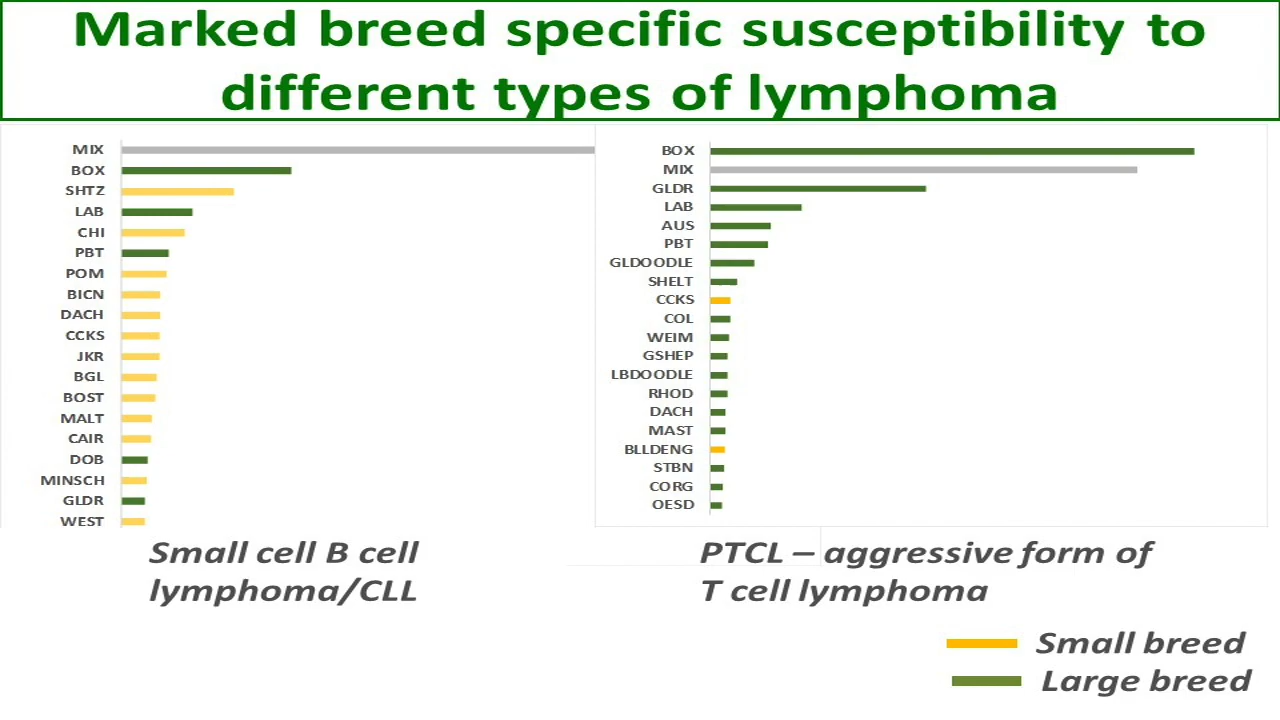 Marked breed specific susceptibility to
different types of lymphoma
MIX
BOX
SHTZ
LAB
CHI
PBT
POM
BICN
DACH
CCKS
JKR
BGL
BOST
MALT
CAIR
DOB
MINSCH
GLDR
WEST
Small cell B cell
lymphoma/CLL
BOX
MIX
GLDR
LAB
AUS
PBT
GLDOODLE
SHELT
CCKS
COL
WEIM
GSHEP
LBDOODLE
RHOD
DACH
MAST
BLLDENG
STBN
CORG
OESD
PTCL – aggressive form of
T cell lymphoma
Small breed
Large breed